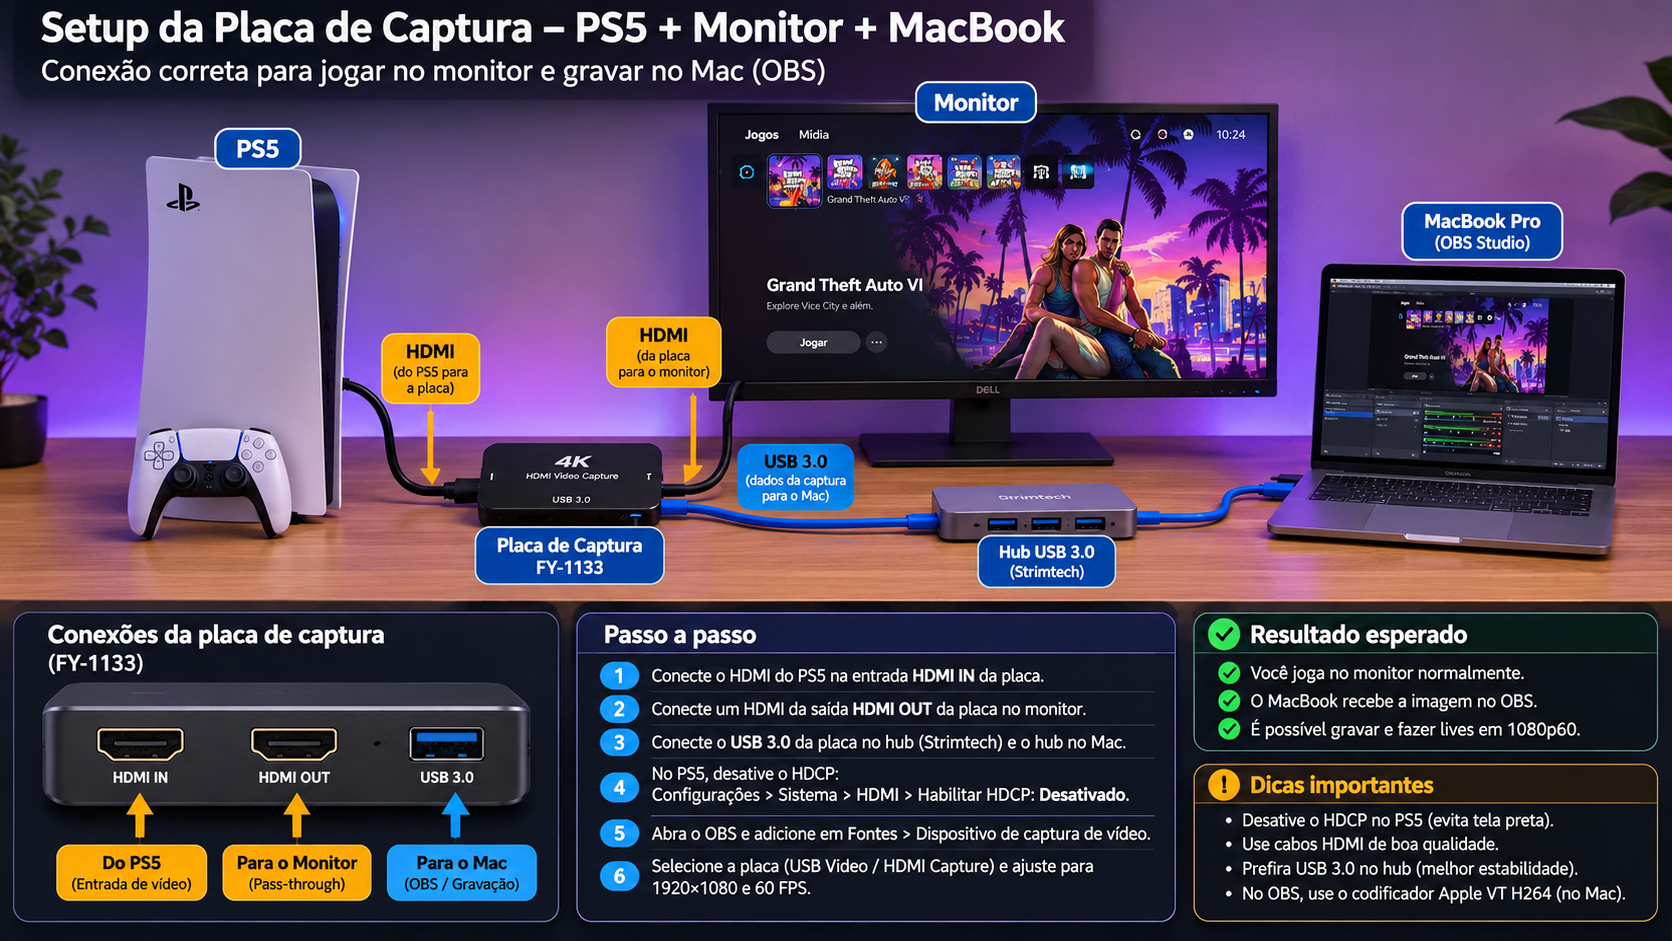 Setup da Placa de Captura – PS5 + Monitor + MacBook
Conexão correta para jogar no monitor e gravar no Mac (OBS)
PS5
Monitor
Jogos Mídia
10:24
Grand Theft Auto VI
Explore Vice City e além.
Jogar
DELL
MacBook Pro
(OBS Studio)
HDMI
(do PS5 para
a placa)
HDMI
(da placa
para o monitor)
4K
HDMI Video Capture
USB 3.0
USB 3.0
(dados da captura
para o Mac)
Placa de Captura
FY-1133
Hub USB 3.0
(Strimtech)
Conexões da placa de captura
(FY-1133)
HDMI IN
HDMI OUT
USB 3.0
Do PS5
(Entrada de vídeo)
Para o Monitor
(Pass-through)
Para o Mac
(OBS / Gravação)
Passo a passo
1 Conecte o HDMI do PS5 na entrada HDMI IN da placa.
2 Conecte um HDMI da saída HDMI OUT da placa no monitor.
3 Conecte o USB 3.0 da placa no hub (Strimtech) e o hub no Mac.
4 No PS5, desative o HDCP:
Configurações > Sistema > HDMI > Habilitar HDCP: Desativado.
5 Abra o OBS e adicione em Fontes > Dispositivo de captura de vídeo.
6 Selecione a placa (USB Video / HDMI Capture) e ajuste para
1920×1080 e 60 FPS.
Resultado esperado
Você joga no monitor normalmente.
O MacBook recebe a imagem no OBS.
É possível gravar e fazer lives em 1080p60.
! Dicas importantes
• Desative o HDCP no PS5 (evita tela preta).
• Use cabos HDMI de boa qualidade.
• Prefira USB 3.0 no hub (melhor estabilidade).
• No OBS, use o codificador Apple VT H264 (no Mac).